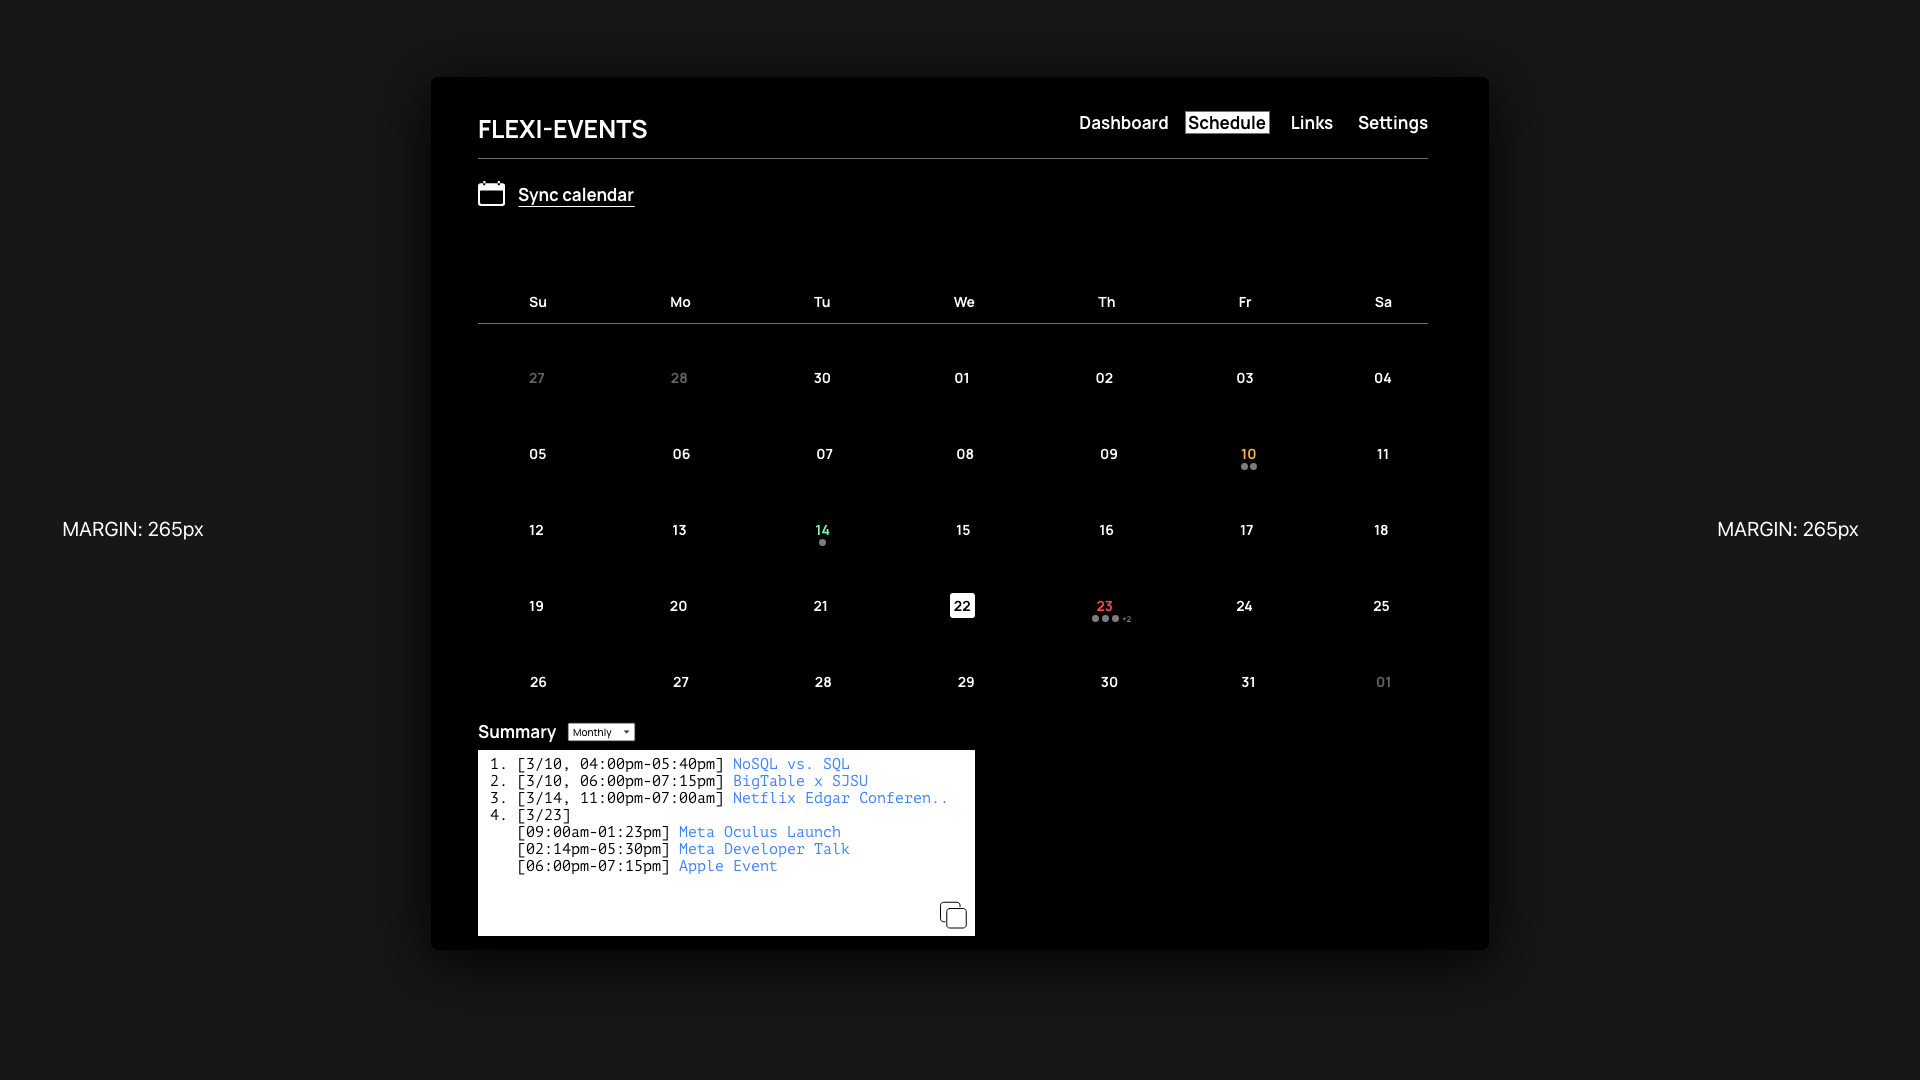 FLEXI-EVENTS
Dashboard Schedule Links Settings
Sync calendar
Su Mo Tu We Th Fr Sa
27 28 30 01 02 03 04
05 06 07 08 09 10 11
MARGIN: 265px
12 13 14 15 16 17 18
MARGIN: 265px
19 20 21 22 23 24 25
+2
26 27 28 29 30 31 01
Summary Monthly
1. [3/10, 04:00pm-05:40pm] NoSQL vs. SQL
2. [3/10, 06:00pm-07:15pm] BigTable x SJSU
3. [3/14, 11:00pm-07:00am] Netflix Edgar Conferen..
4. [3/23]
[09:00am-01:23pm] Meta Oculus Launch
[02:14pm-05:30pm] Meta Developer Talk
[06:00pm-07:15pm] Apple Event